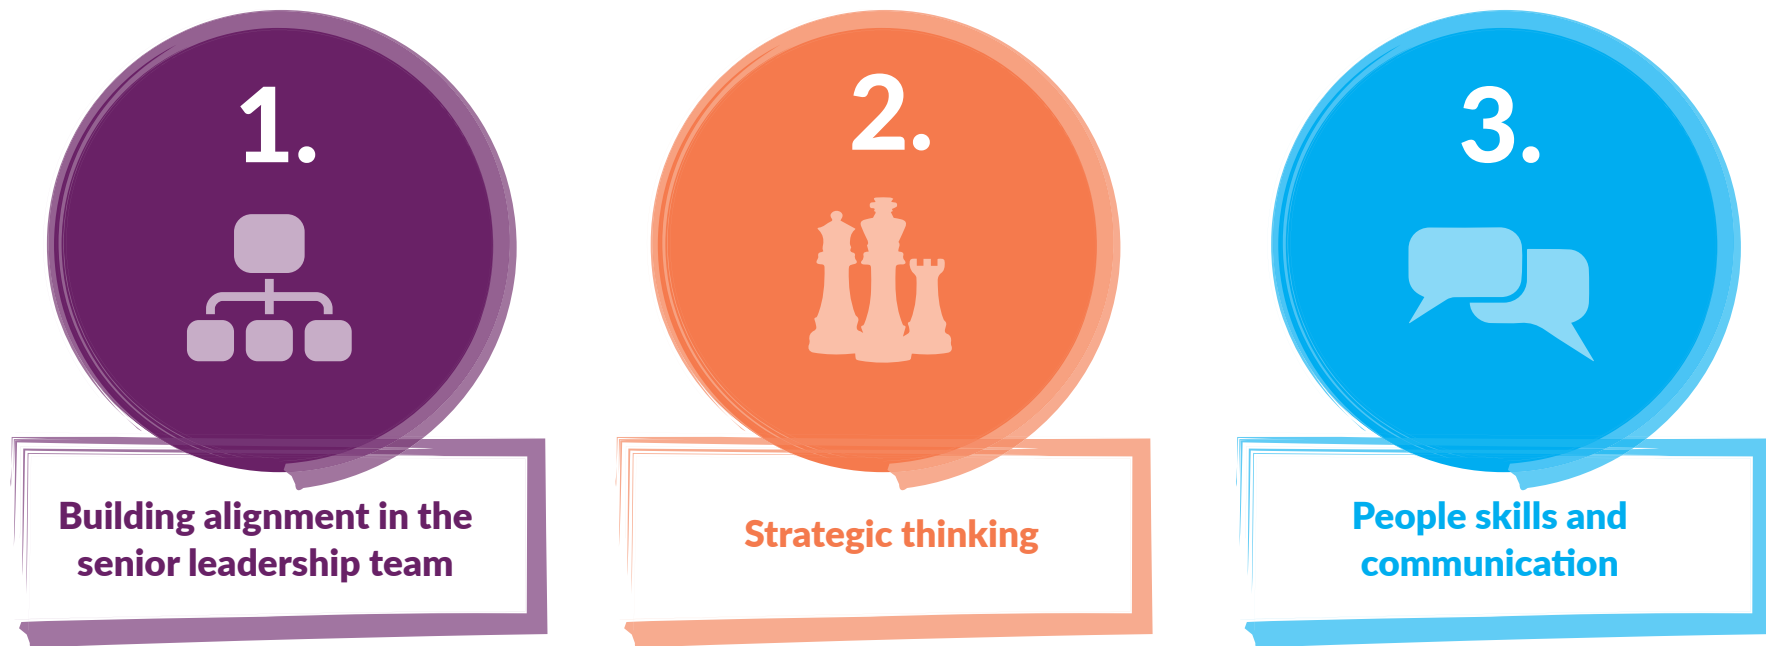 1.
Building alignment in the
senior leadership team
2.
Strategic thinking
3.
People skills and
communication